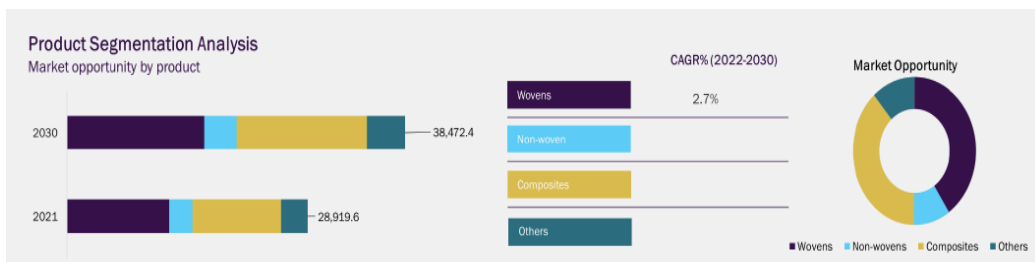 Product Segmentation Analysis
Market opportunity by product
2030
38,472.4
2021
28,919.6
CAGR% (2022-2030)
Wovens
2.7%
Non-woven
Composites
Others
Market Opportunity
Wovens
Non-wovens
Composites
Others